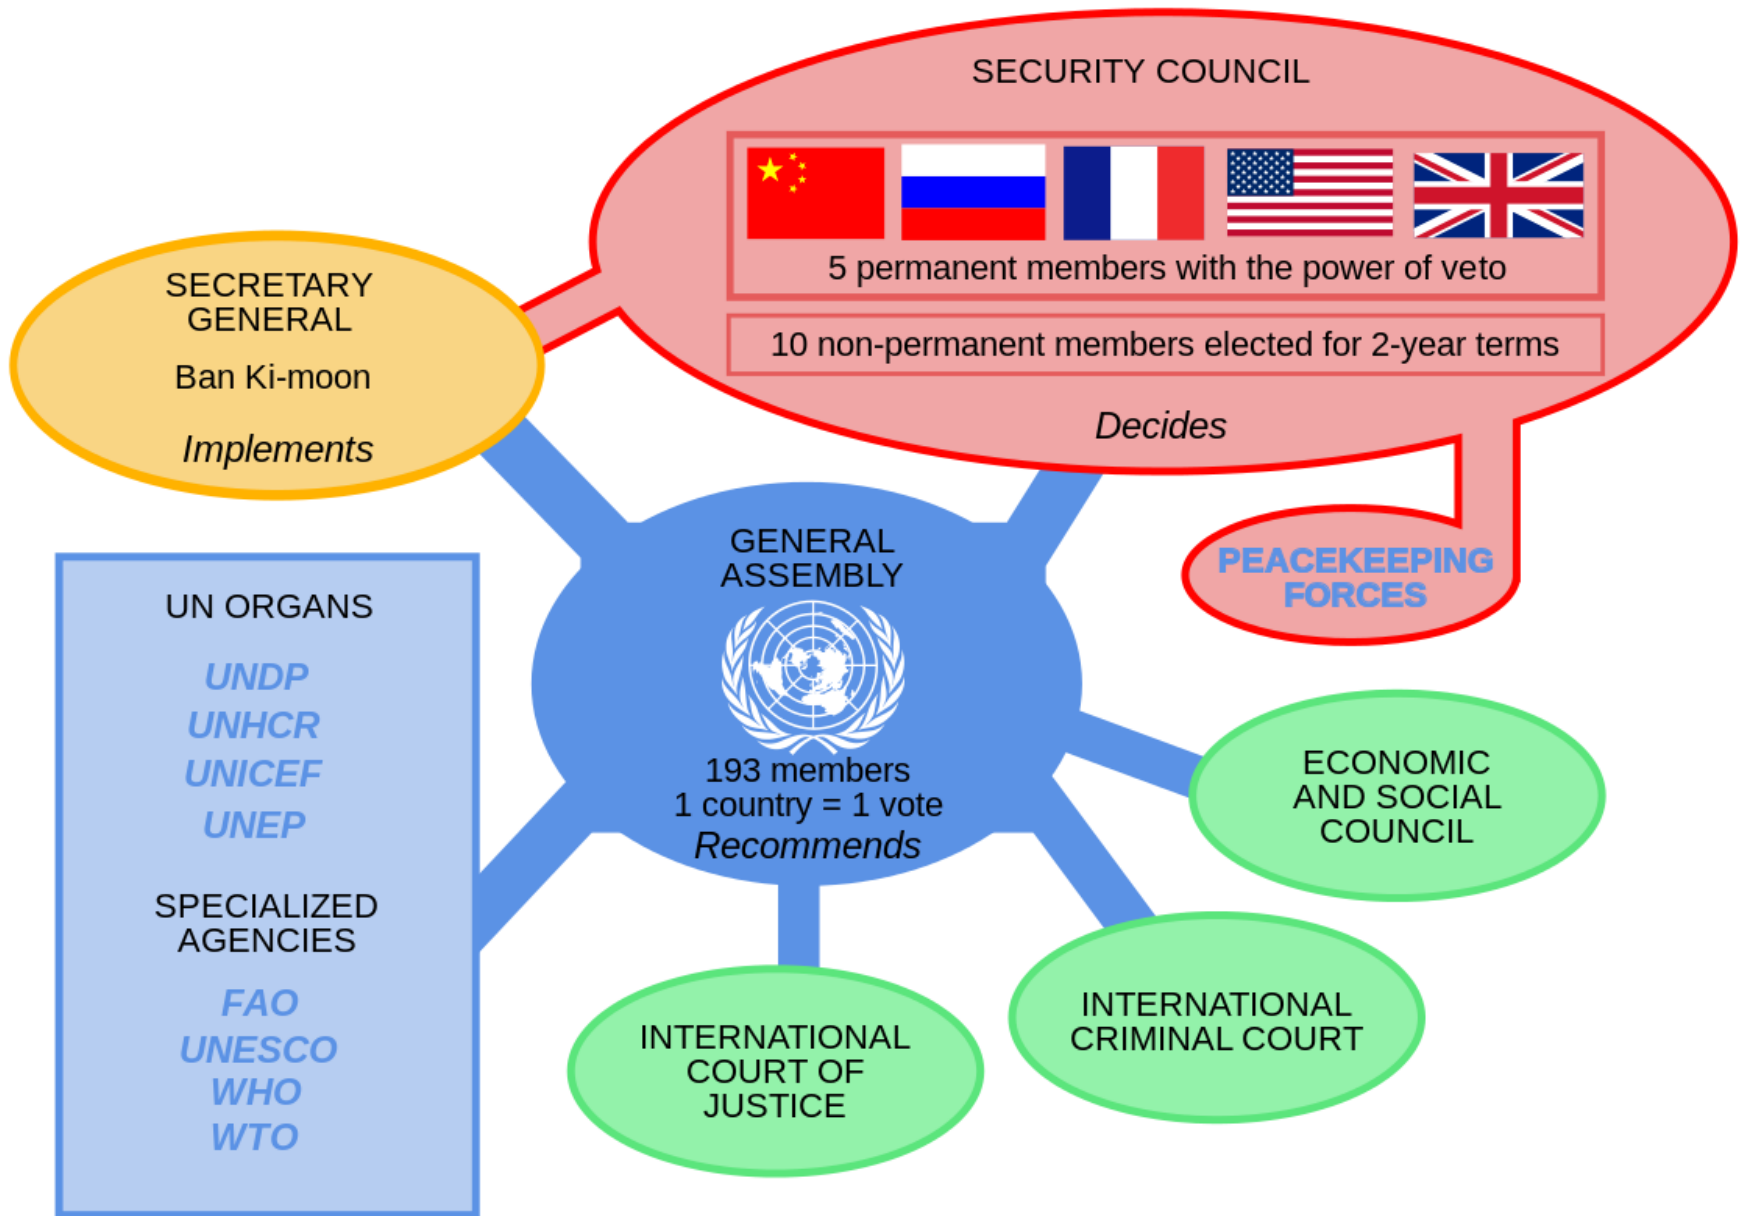 SECURITY COUNCIL
5 permanent members with the power of veto
10 non-permanent members elected for 2-year terms
Decides
SECRETARY
GENERAL
Ban Ki-moon
Implements
GENERAL
ASSEMBLY
193 members
1 country = 1 vote
Recommends
PEACEKEEPING
FORCES
UN ORGANS
UNDP
UNHCR
UNICEF
UNEP
SPECIALIZED
AGENCIES
FAO
UNESCO
WHO
WTO
ECONOMIC
AND SOCIAL
COUNCIL
INTERNATIONAL
CRIMINAL COURT
INTERNATIONAL
COURT OF
JUSTICE